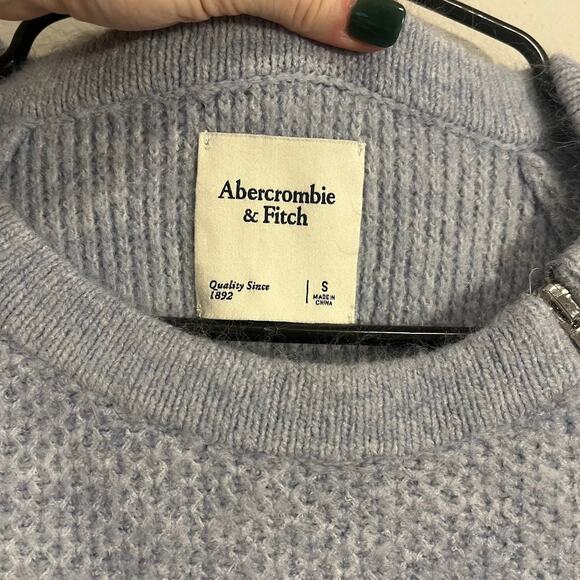 Abercrombie
& Fitch
Quality Since
1892
S
MADE IN
CHINA